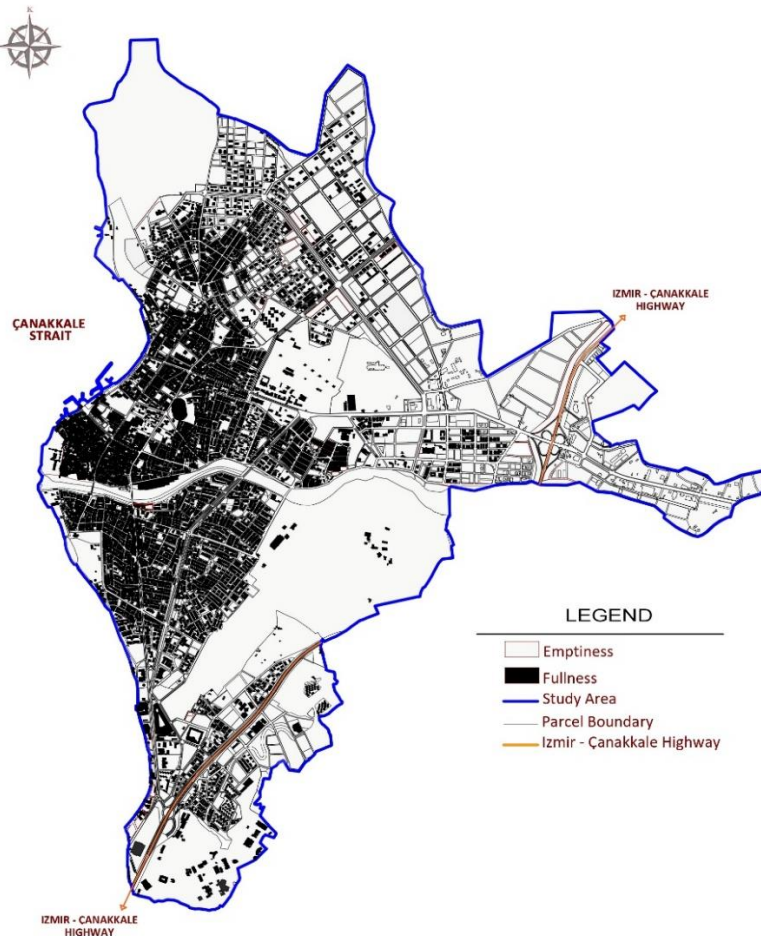 K
IZMIR - ÇANAKKALE
HIGHWAY
ÇANAKKALE
STRAIT
LEGEND
Emptiness
Fullness
Study Area
Parcel Boundary
Izmir - Çanakkale Highway
IZMIR - ÇANAKKALE
HIGHWAY